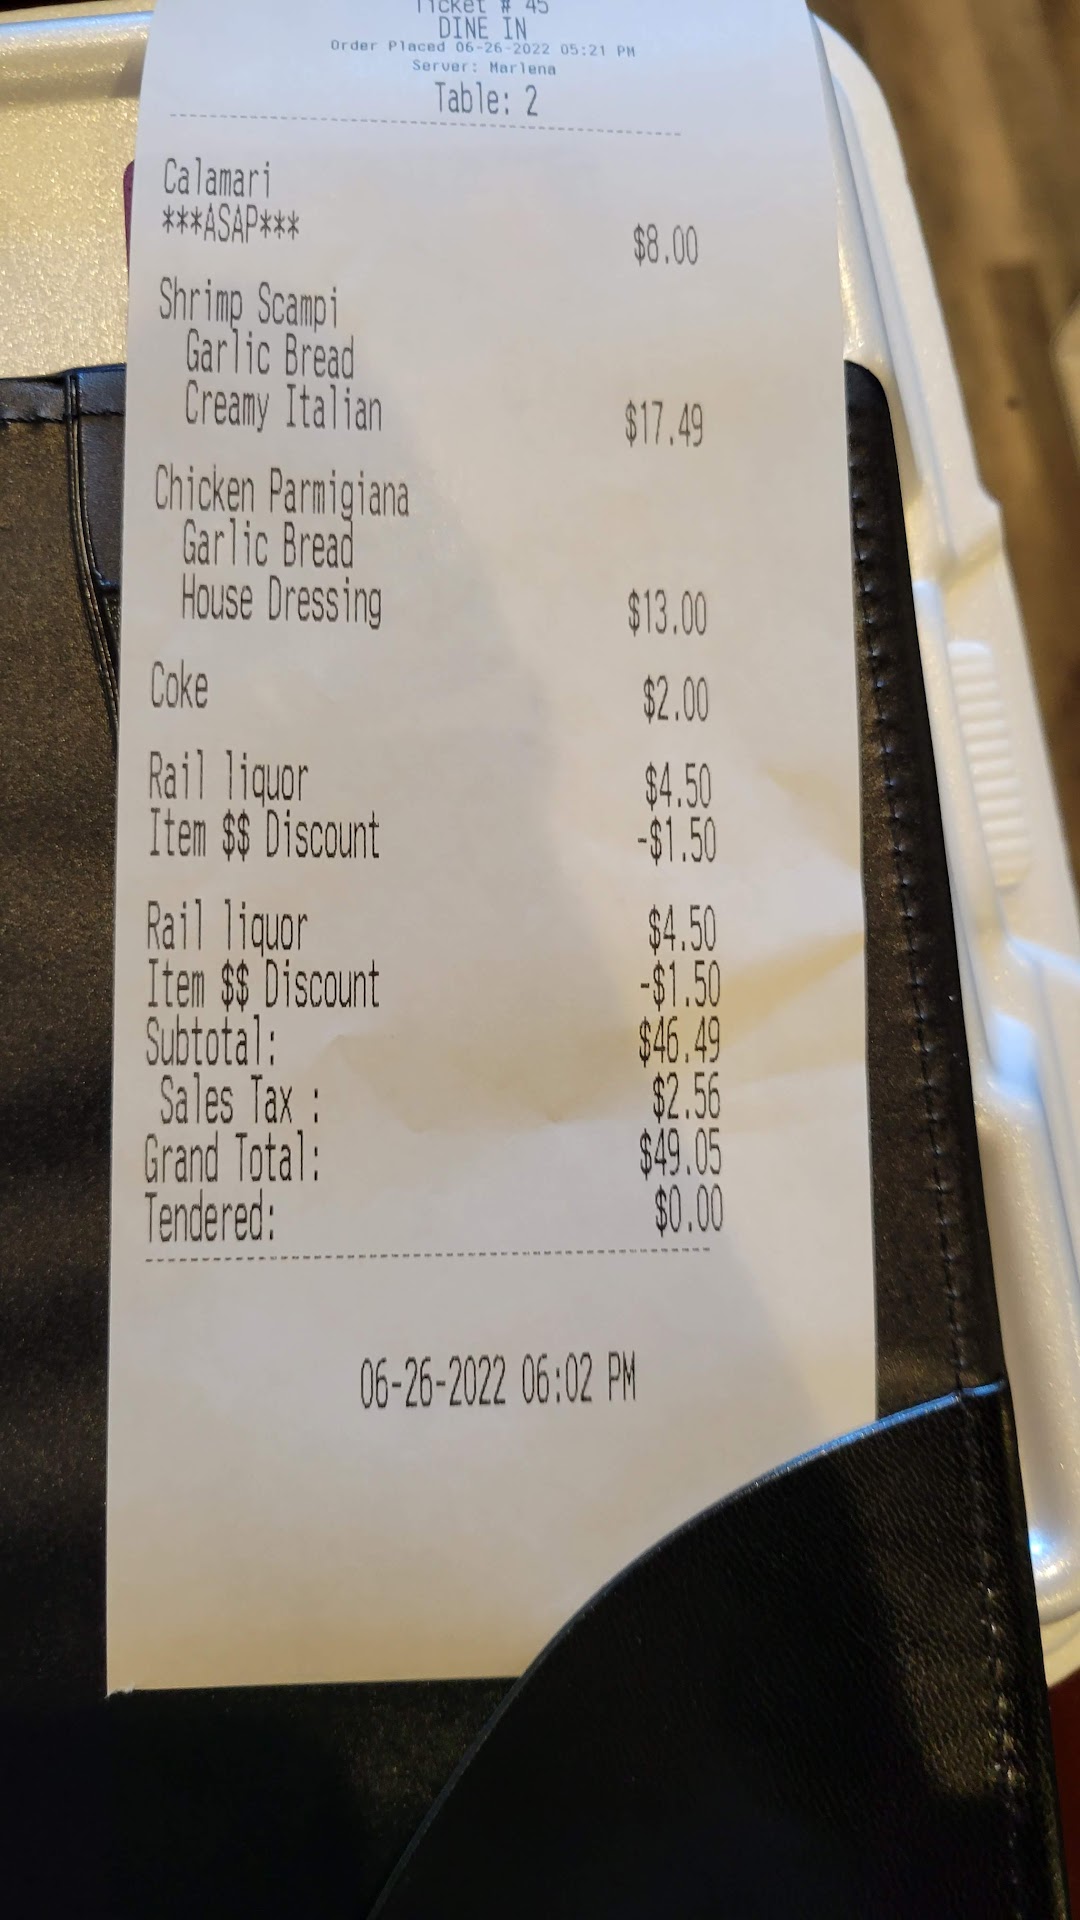 Ticket # 45
DINE IN
Order Placed 06-26-2022 05:21 PM
Server: Marlena
Table: 2
Calamari
***ASAP*** $8.00
Shrimp Scampi
Garlic Bread
Creamy Italian $17.49
Chicken Parmigiana
Garlic Bread
House Dressing $13.00
Coke $2.00
Rail liquor $4.50
Item $$ Discount -$1.50
Rail liquor $4.50
Item $$ Discount -$1.50
Subtotal: $46.49
Sales Tax : $2.56
Grand Total: $49.05
Tendered: $0.00
06-26-2022 06:02 PM